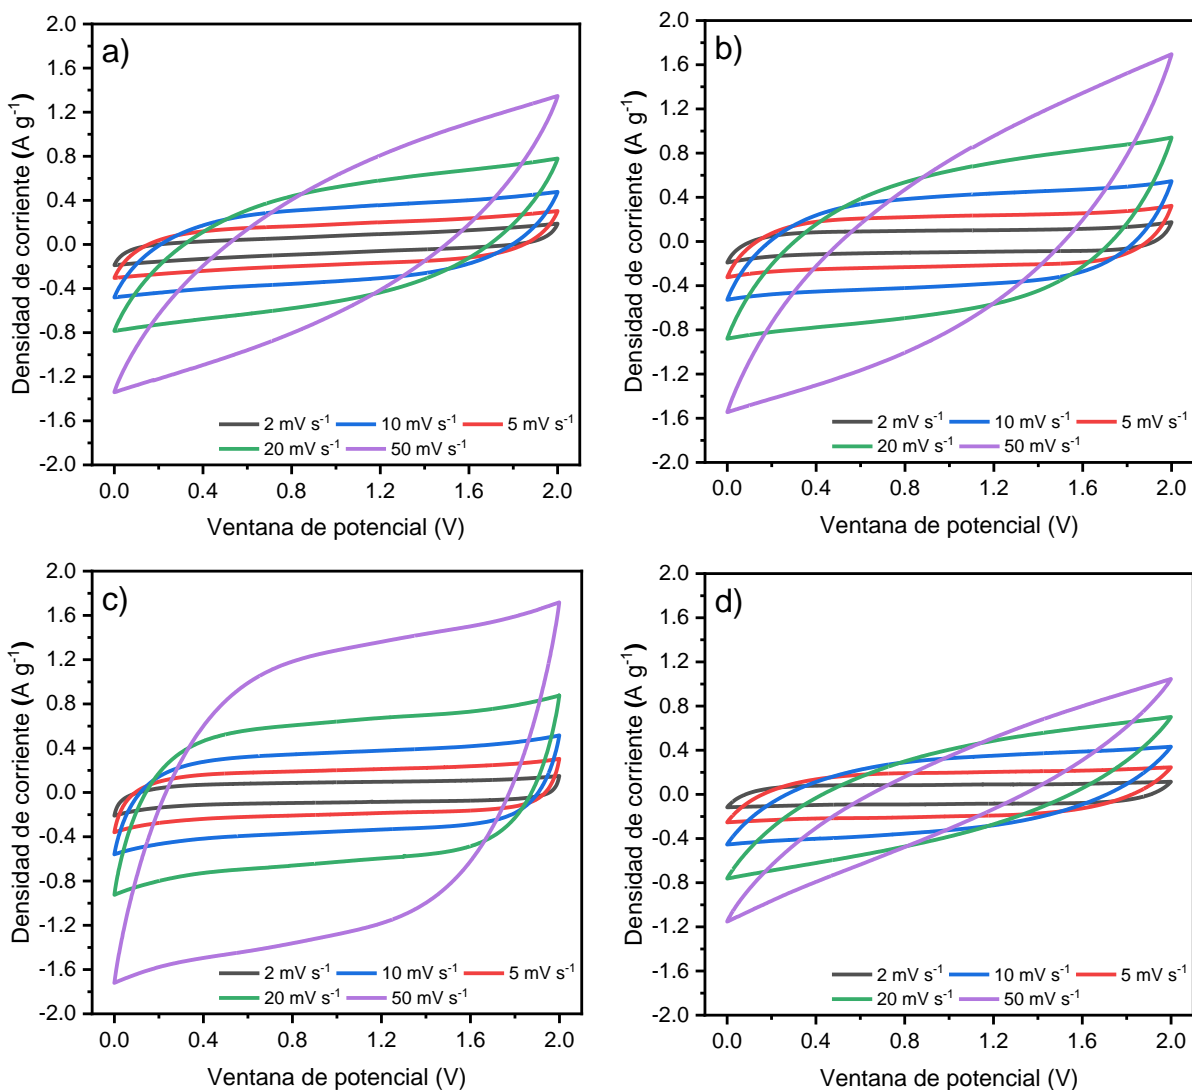 a)
Densidad de corriente (A g⁻¹)
2.0
1.6
1.2
0.8
0.4
0.0
-0.4
-0.8
-1.2
-1.6
-2.0
2 mV s⁻¹ 10 mV s⁻¹ 5 mV s⁻¹
20 mV s⁻¹ 50 mV s⁻¹
0.0 0.4 0.8 1.2 1.6 2.0
Ventana de potencial (V)
b)
Densidad de corriente (A g⁻¹)
2.0
1.6
1.2
0.8
0.4
0.0
-0.4
-0.8
-1.2
-1.6
-2.0
2 mV s⁻¹ 10 mV s⁻¹ 5 mV s⁻¹
20 mV s⁻¹ 50 mV s⁻¹
0.0 0.4 0.8 1.2 1.6 2.0
Ventana de potencial (V)
c)
Densidad de corriente (A g⁻¹)
2.0
1.6
1.2
0.8
0.4
0.0
-0.4
-0.8
-1.2
-1.6
-2.0
2 mV s⁻¹ 10 mV s⁻¹ 5 mV s⁻¹
20 mV s⁻¹ 50 mV s⁻¹
0.0 0.4 0.8 1.2 1.6 2.0
Ventana de potencial (V)
d)
Densidad de corriente (A g⁻¹)
2.0
1.6
1.2
0.8
0.4
0.0
-0.4
-0.8
-1.2
-1.6
-2.0
2 mV s⁻¹ 10 mV s⁻¹ 5 mV s⁻¹
20 mV s⁻¹ 50 mV s⁻¹
0.0 0.4 0.8 1.2 1.6 2.0
Ventana de potencial (V)